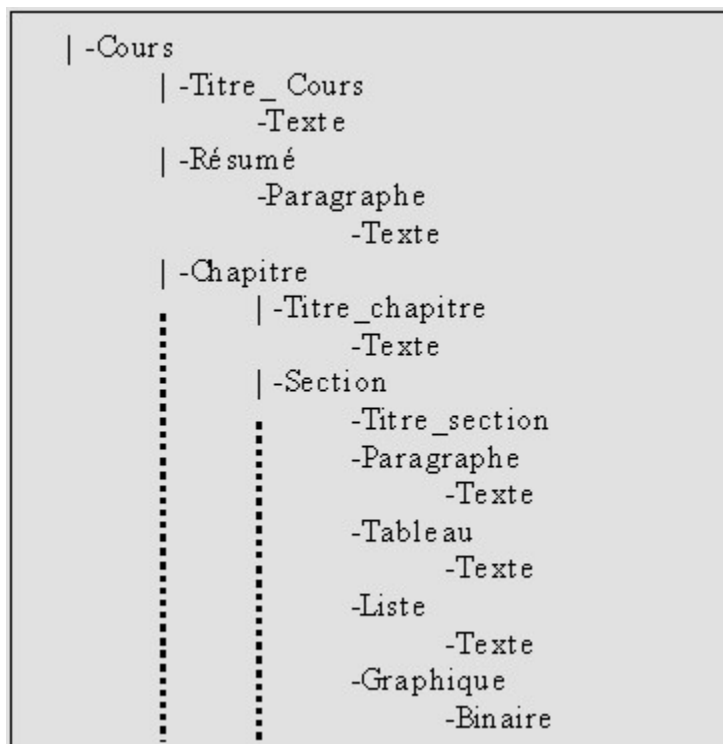 | -Cours
| -Titre_ Cours
-Texte
| -Résumé
-Paragraphe
-Texte
| -Chapitre
| -Titre_chapitre
-Texte
| -Section
-Titre_section
-Paragraphe
-Texte
-Tableau
-Texte
-Liste
-Texte
-Graphique
-Binaire